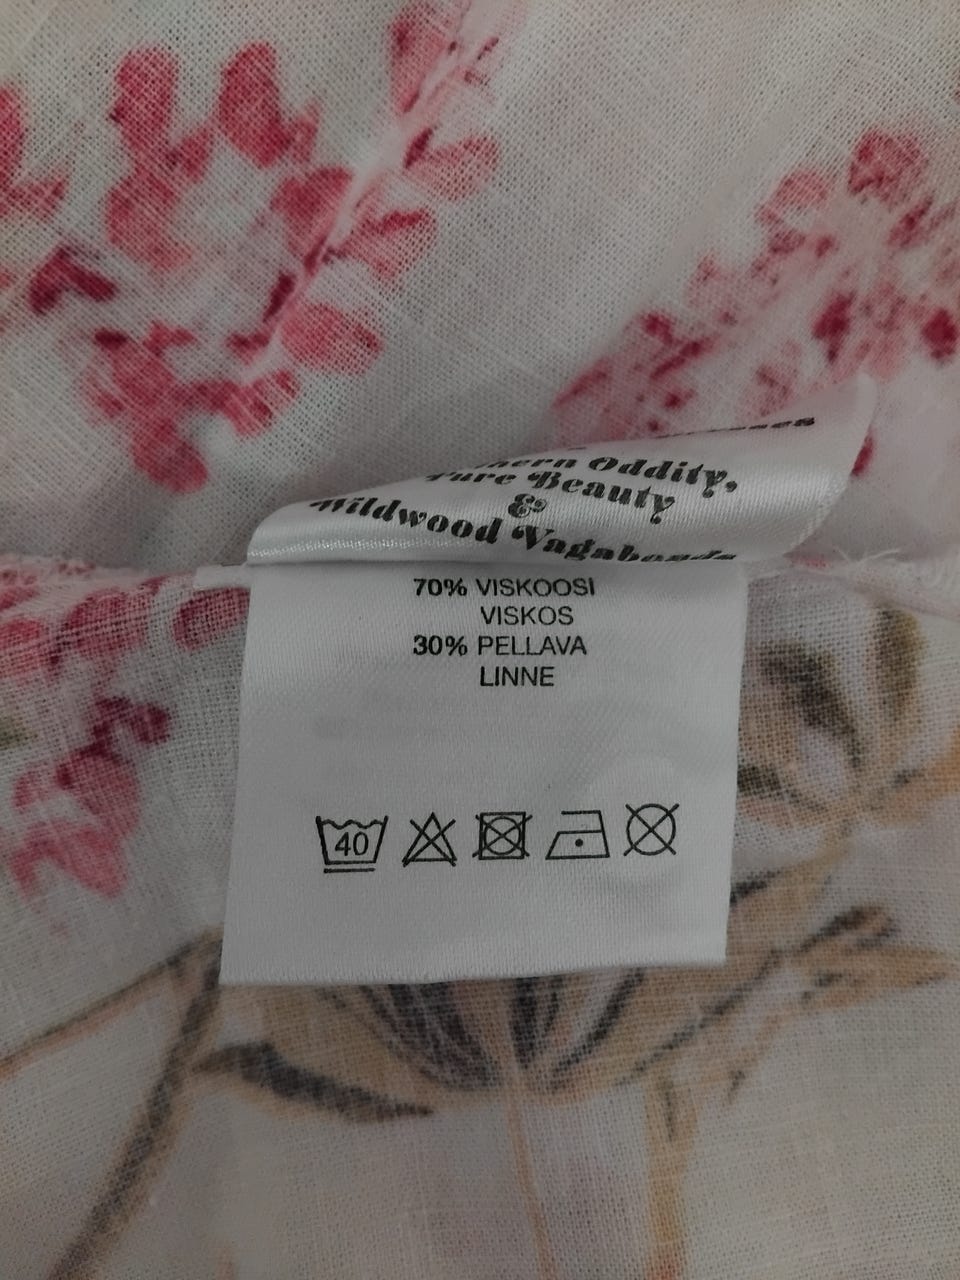 Oddity,
Pure Beauty
&
Wildwood Vagabonds
70% VISKOOSI
VISKOS
30% PELLAVA
LINNE
40